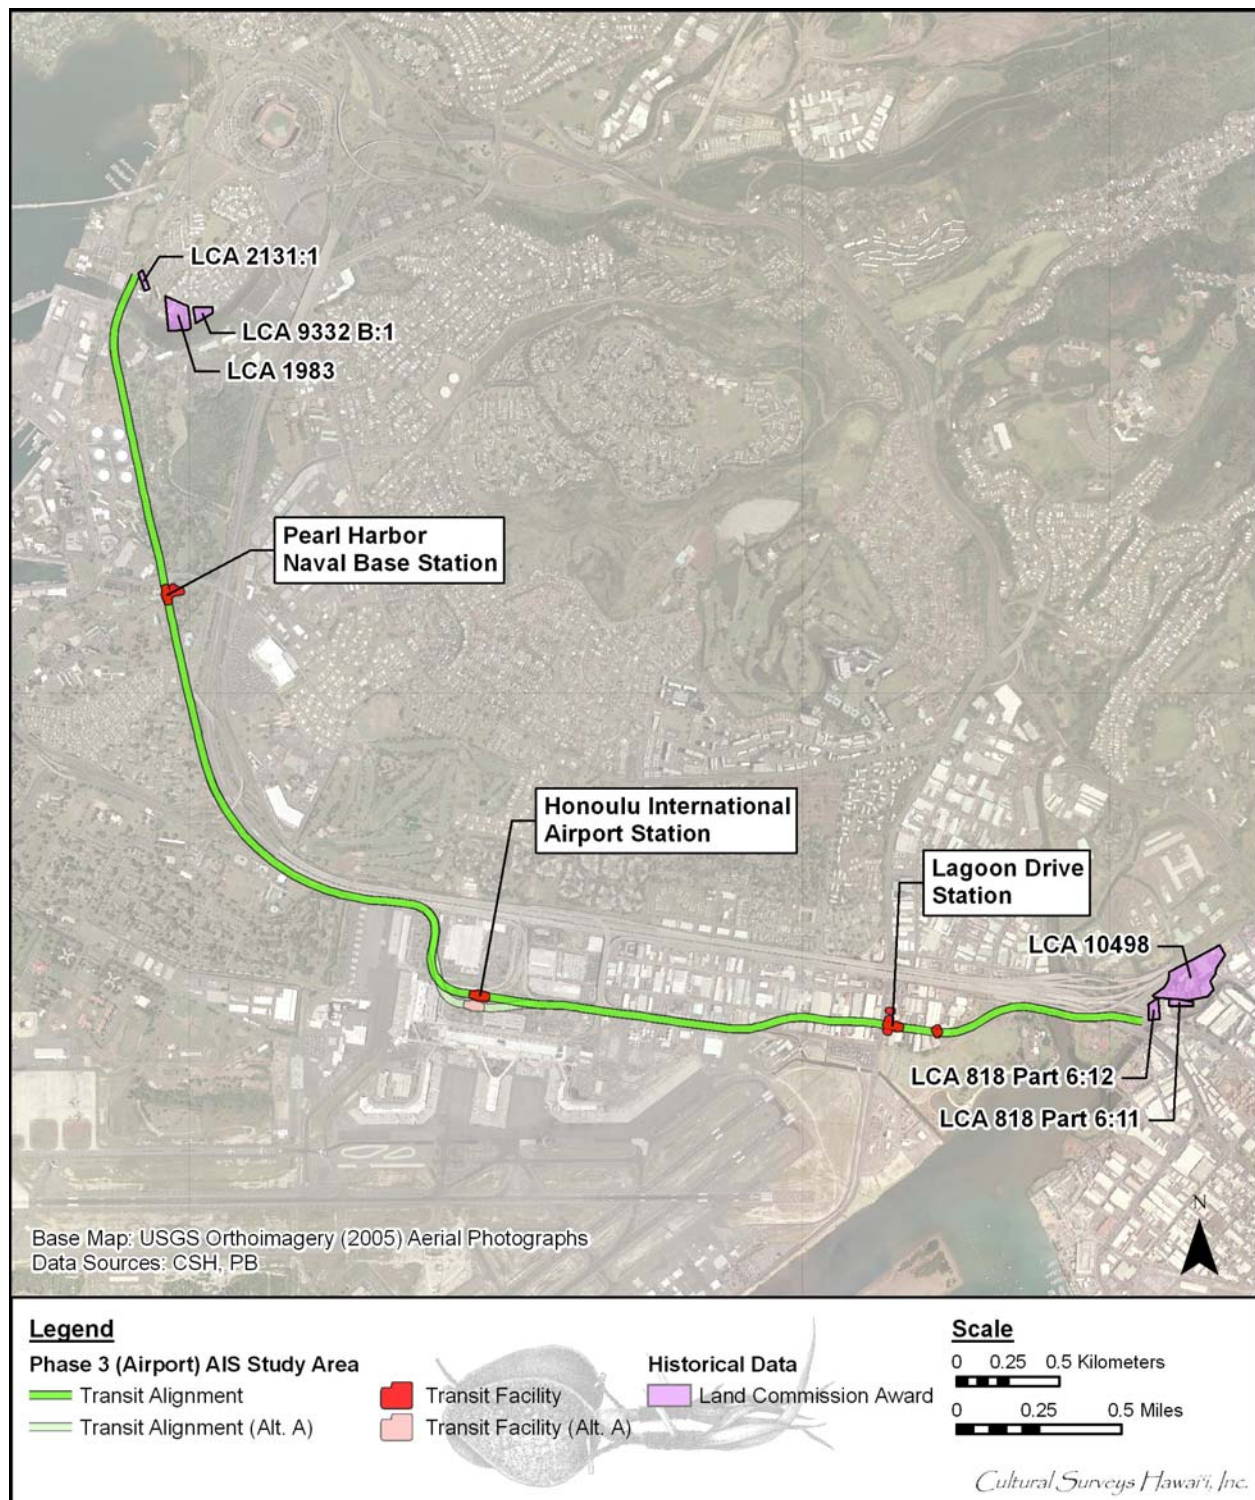 LCA 2131:1
LCA 9332 B:1
LCA 1983
Pearl Harbor
Naval Base Station
Honoulu International
Airport Station
Lagoon Drive
Station
LCA 10498
LCA 818 Part 6:12
LCA 818 Part 6:11
N
Base Map: USGS Orthoimagery (2005) Aerial Photographs
Data Sources: CSH, PB
Legend
Phase 3 (Airport) AIS Study Area
Transit Alignment
Transit Alignment (Alt. A)
Transit Facility
Transit Facility (Alt. A)
Historical Data
Land Commission Award
Scale
0 0.25 0.5 Kilometers
0 0.25 0.5 Miles
Cultural Surveys Hawai‘i, Inc.